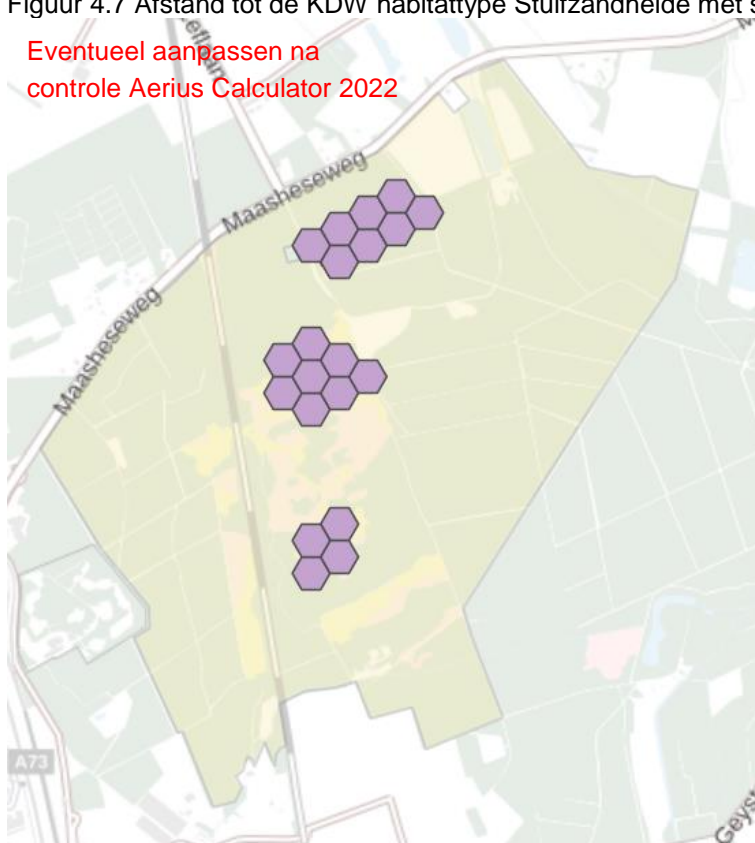 Figuur 4.7 Afstand tot de KDW habitattype Stuifzandheide met s
Eventueel aanpassen na
controle Aerius Calculator 2022
Maasheseweg
Maasheseweg
A73